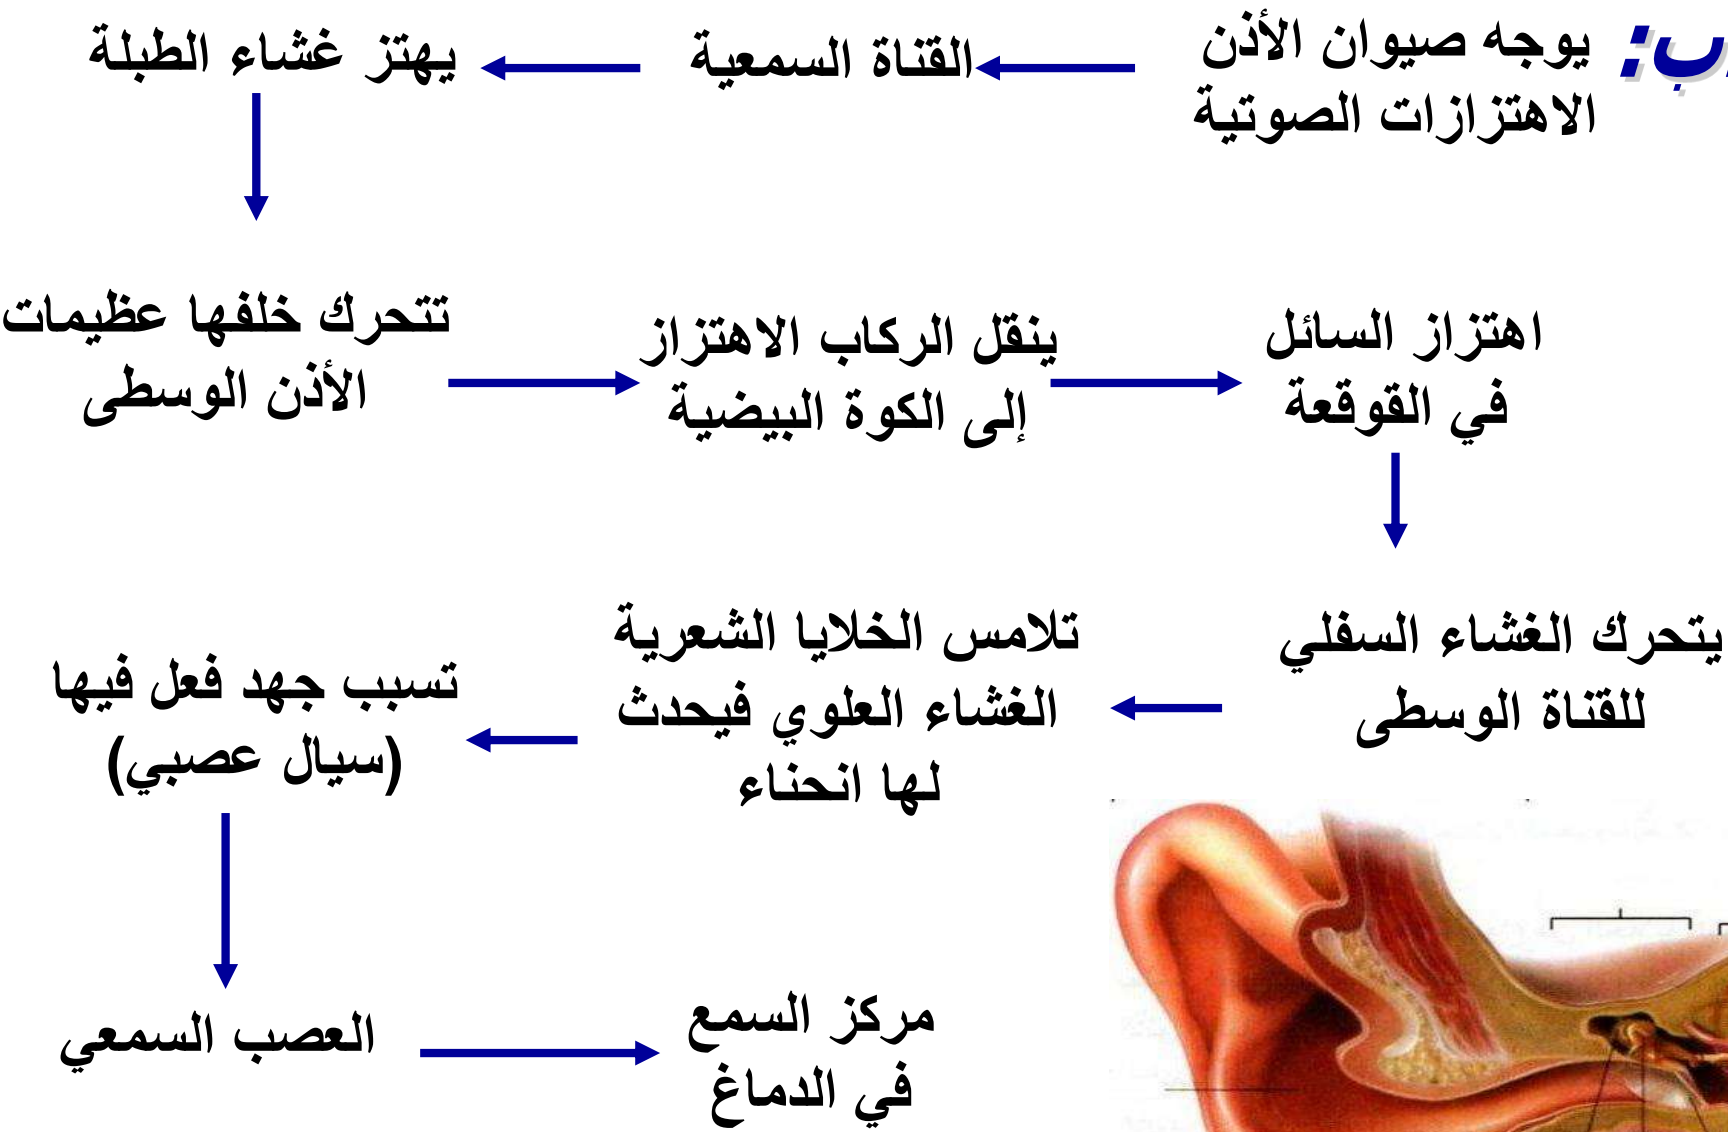 يوجه صيوان الأذن
الاهتزازات الصوتية
القناة السمعية
يهتز غشاء الطبلة
تتحرك خلفها عظيمات
الأذن الوسطى
ينقل الركاب الاهتزاز
إلى الكوة البيضية
اهتزاز السائل
في القوقعة
يتحرك الغشاء السفلي
للقناة الوسطى
تلامس الخلايا الشعرية
الغشاء العلوي فيحدث
لها انحناء
تسبب جهد فعل فيها
(سيال عصبي)
العصب السمعي
مركز السمع
في الدماغ